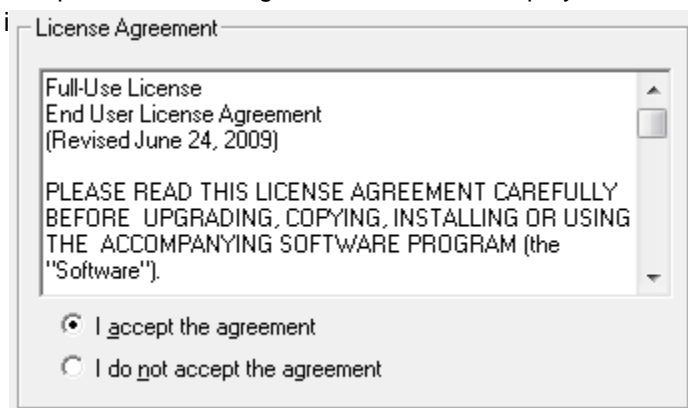 i
License Agreement
Full-Use License
End User License Agreement
(Revised June 24, 2009)
PLEASE READ THIS LICENSE AGREEMENT CAREFULLY
BEFORE UPGRADING, COPYING, INSTALLING OR USING
THE ACCOMPANYING SOFTWARE PROGRAM (the
"Software").
I accept the agreement
I do not accept the agreement